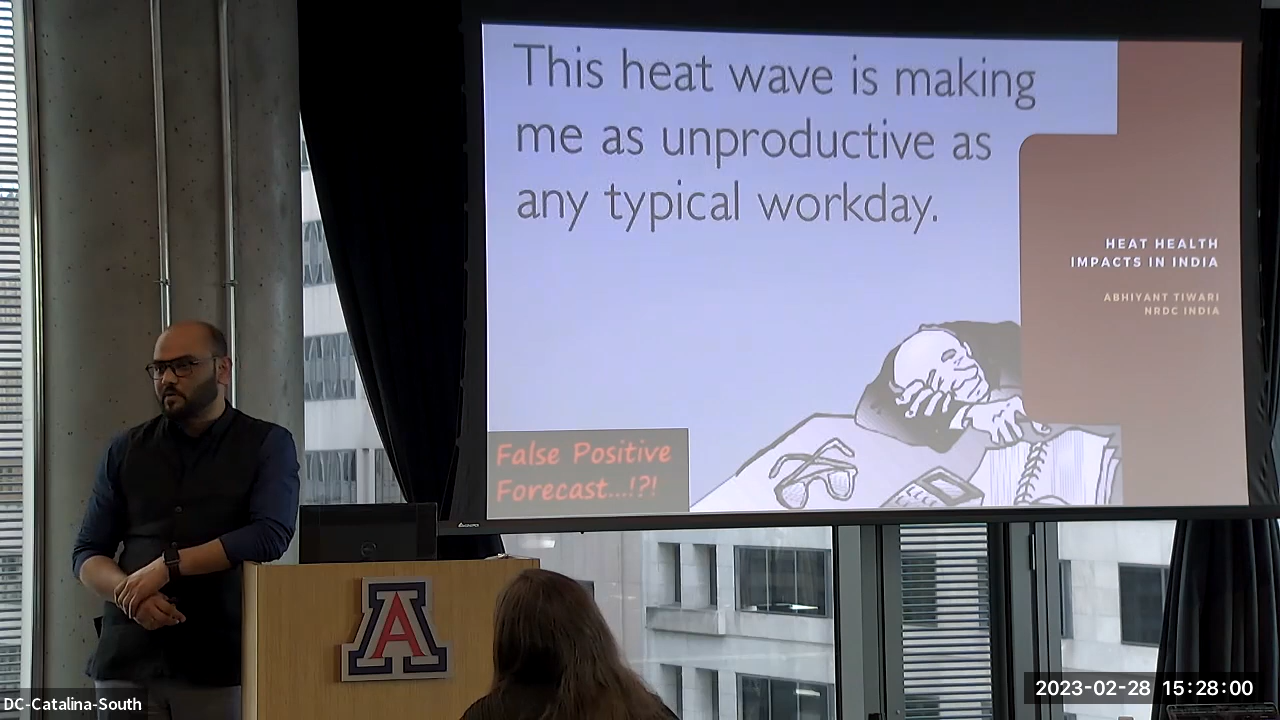 This heat wave is making
me as unproductive as
any typical workday.
HEAT HEALTH
IMPACTS IN INDIA
ABHIYANT TIWARI
NRDC INDIA
False Positive
Forecast...!?!
A
DC-Catalina-South
2023-02-28 15:28:00